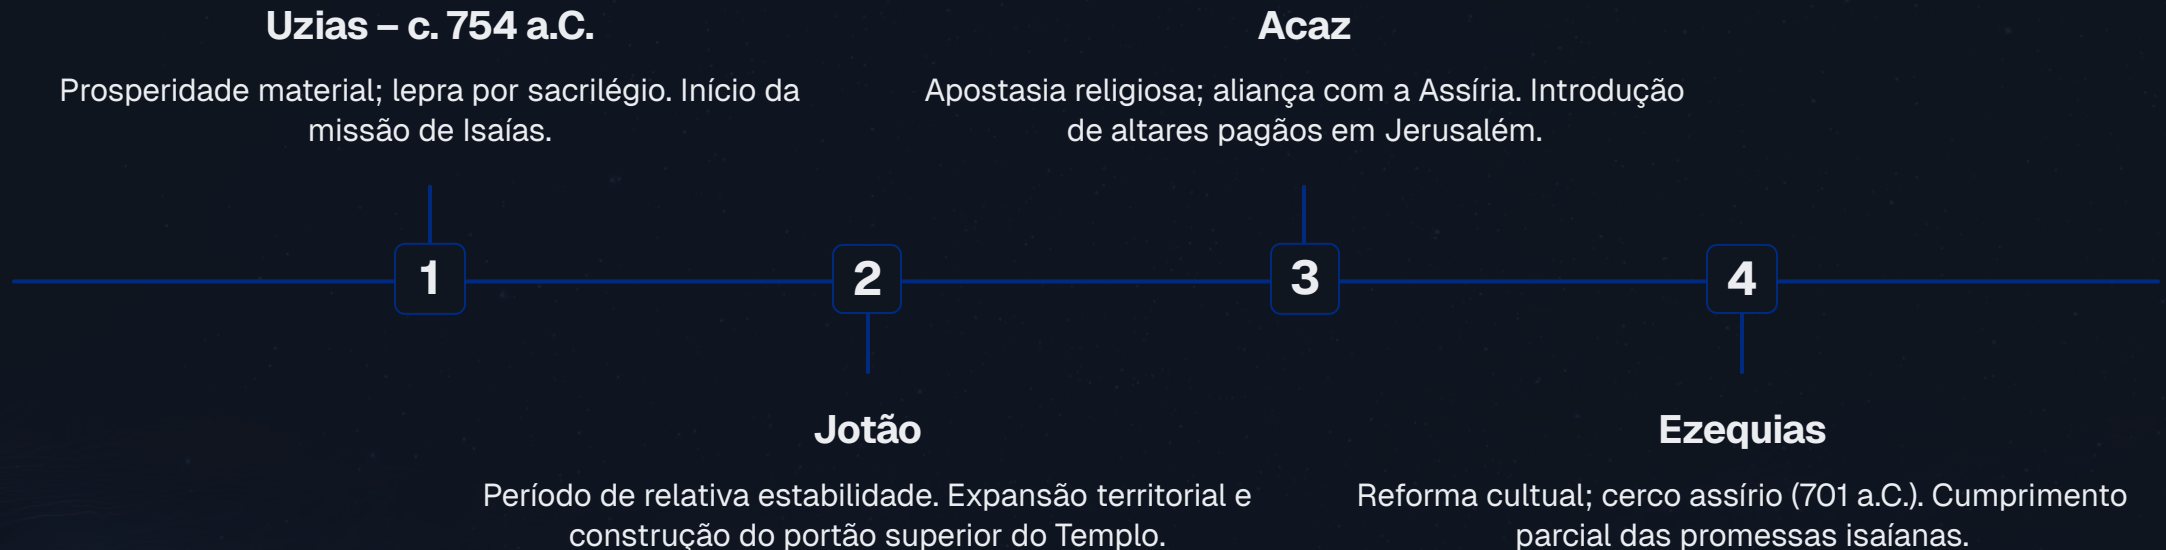 Uzias – c. 754 a.C.
Prosperidade material; lepra por sacrilégio. Início da
missão de Isaías.
1
2
Jotão
Período de relativa estabilidade. Expansão territorial e
construção do portão superior do Templo.
Acaz
Apostasia religiosa; aliança com a Assíria. Introdução
de altares pagãos em Jerusalém.
3
4
Ezequias
Reforma cultual; cerco assírio (701 a.C.). Cumprimento
parcial das promessas isaíanas.